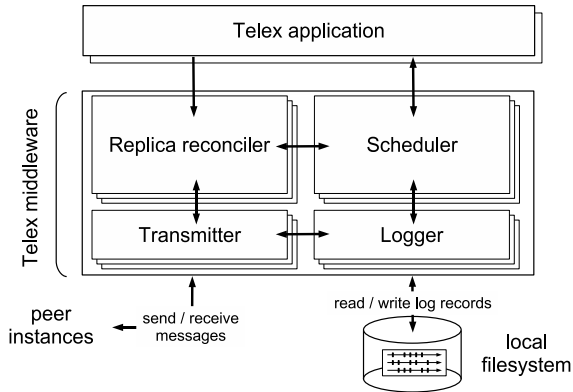 Telex application
Telex middleware
Replica reconciler
Scheduler
Transmitter
Logger
peer
instances
send / receive
messages
read / write log records
local
filesystem